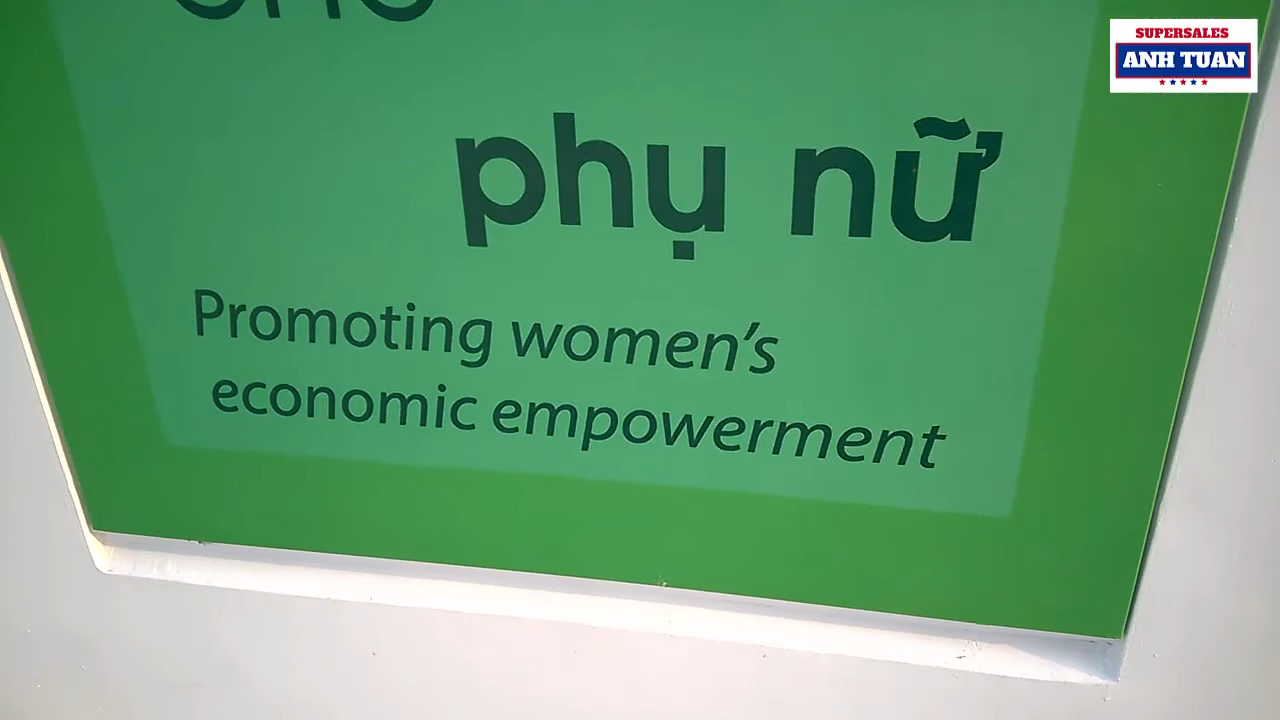 SUPERSALES
ANH TUAN
phụ nữ
Promoting women's
economic empowerment